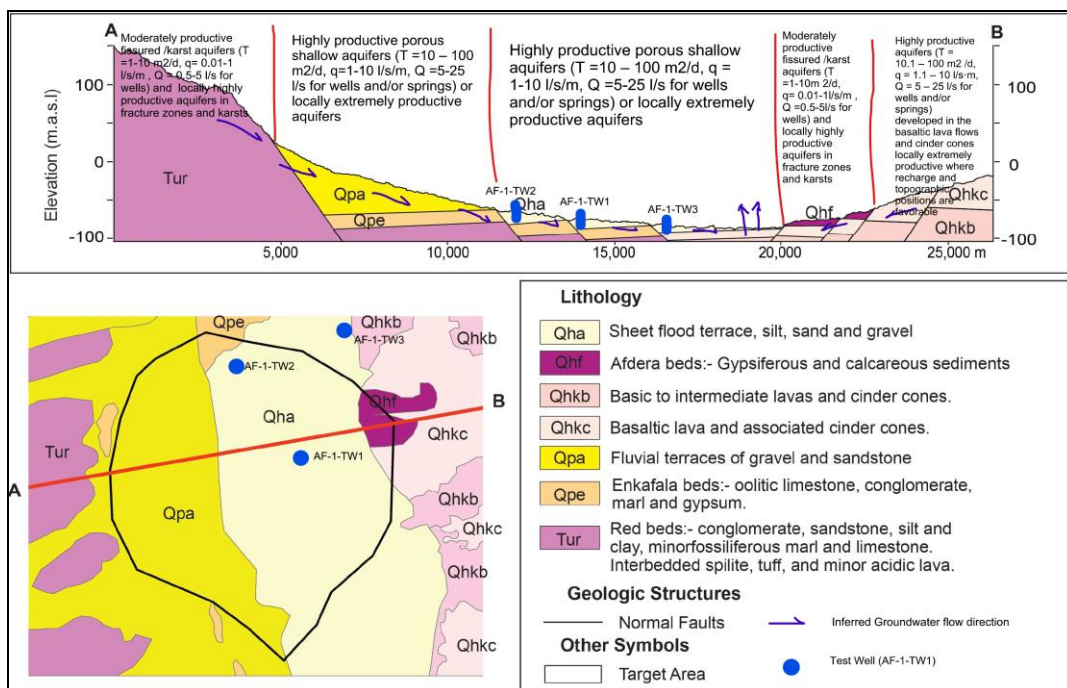 A
B
Moderately productive
fissured /karst aquifers (T
=1-10 m2/d, q= 0.01-1
l/s/m , Q = 0.5-5 l/s for
wells) and locally highly
productive aquifers in
fracture zones and karsts
Highly productive porous
shallow aquifers (T =10 – 100
m2/d, q=1-10 l/s/m, Q =5-25
l/s for wells and/or springs) or
locally extremely productive
aquifers
Highly productive porous shallow
aquifers (T =10 – 100 m2/d, q =
1-10 l/s/m, Q =5-25 l/s for wells
and/or springs) or locally extremely
productive aquifers
Moderately
productive
fissured /karst
aquifers (T
=1-10m 2/d,
q= 0.01-1l/s/m ,
Q =0.5-5l/s for
wells) and
locally highly
productive
aquifers in
fracture zones
and karsts
Highly productive (T =
10.1 – 100 m2 /d,
q = 1.1 – 10 l/s·m,
Q = 5 – 25 l/s for
wells and/or
springs)
developed in the
basaltic lava flows
and cinder cones
locally extremely
productive where
recharge and
topographic
positions are
favorable
Elevation (m.a.s.l)
100
0
-100
100
0
-100
Tur
Qpa
Qpe
AF-1-TW2
Qha
AF-1-TW1
AF-1-TW3
Qhf
Qhkc
Qhkb
5,000
10,000
15,000
20,000
25,000 m
Qpe
Qhkb
AF-1-TW3
Qhkb
AF-1-TW2
Qhf
B
Qha
Qhkc
Tur
AF-1-TW1
A
Qpa
Qhkb
Qhkc
Qhkb
Qhkc
Lithology
Qha Sheet flood terrace, silt, sand and gravel
Qhf Afdera beds:- Gypsiferous and calcareous sediments
Qhkb Basic to intermediate lavas and cinder cones.
Qhkc Basaltic lava and associated cinder cones.
Qpa Fluvial terraces of gravel and sandstone
Qpe Enkafala beds:- oolitic limestone, conglomerate,
marl and gypsum.
Tur Red beds:- conglomerate, sandstone, silt and
clay, minorfossiliferous marl and limestone.
Interbedded spilite, tuff, and minor acidic lava.
Geologic Structures
Normal Faults
Inferred Groundwater flow direction
Other Symbols
Target Area
Test Well (AF-1-TW1)